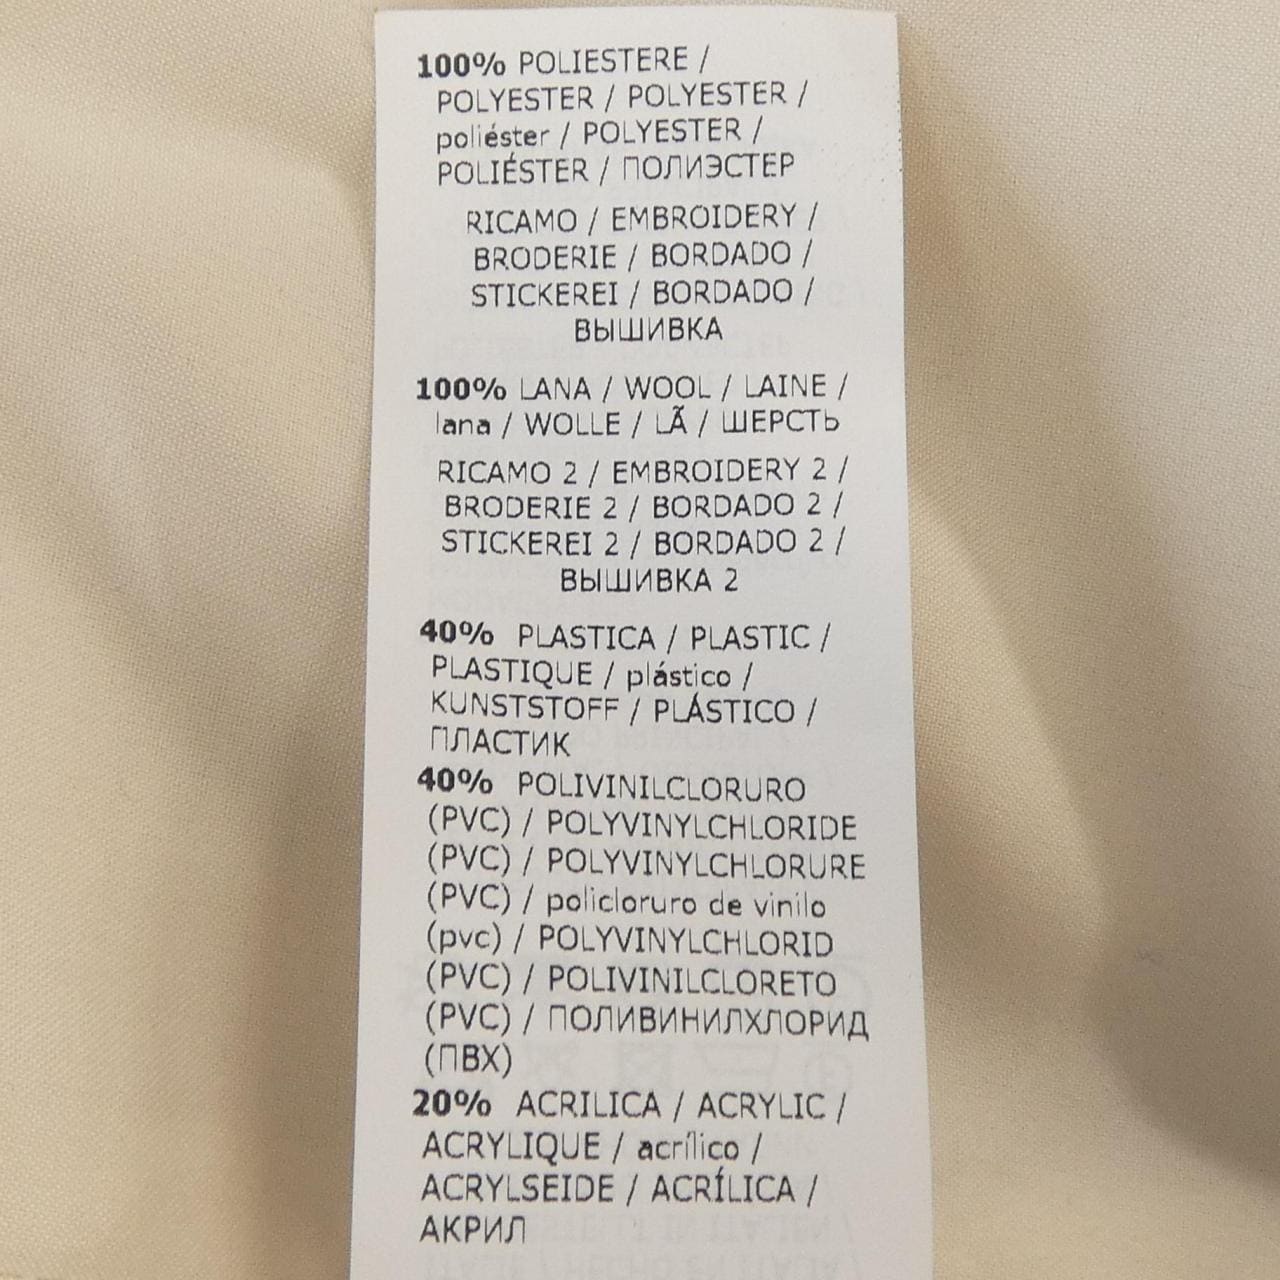 100% POLIESTERE /
POLYESTER / POLYESTER /
poliéster / POLYESTER /
POLIÉSTER / ПОЛИЭСТЕР
RICAMO / EMBROIDERY /
BRODERIE / BORDADO /
STICKEREI / BORDADO /
ВЫШИВКА
100% LANA / WOOL / LAINE /
lana / WOLLE / LÃ / ШЕРСТЬ
RICAMO 2 / EMBROIDERY 2 /
BRODERIE 2 / BORDADO 2 /
STICKEREI 2 / BORDADO 2 /
ВЫШИВКА 2
40% PLASTICA / PLASTIC /
PLASTIQUE / plástico /
KUNSTSTOFF / PLÁSTICO /
ПЛАСТИК
40% POLIVINILCLORURO
(PVC) / POLYVINYLCHLORIDE
(PVC) / POLYVINYLCHLORURE
(PVC) / policloruro de vinilo
(pvc) / POLYVINYLCHLORID
(PVC) / POLIVINILCLORETO
(PVC) / ПОЛИВИНИЛХЛОРИД
(ПВХ)
20% ACRILICA / ACRYLIC /
ACRYLIQUE / acrílico /
ACRYLSEIDE / ACRÍLICA /
АКРИЛ